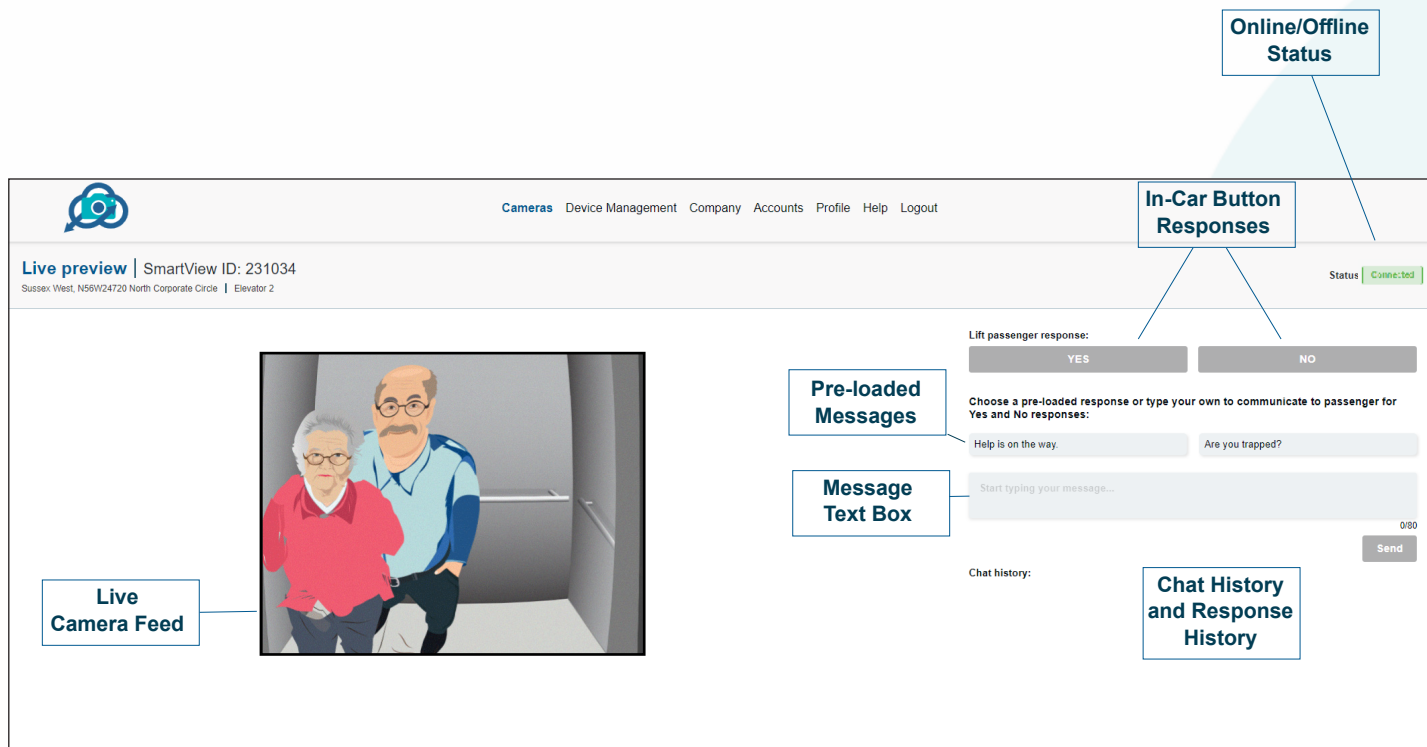 Online/Offline
Status
Cameras Device Management Company Accounts Profile Help Logout
In-Car Button
Responses
Live preview | SmartView ID: 231034
Sussex West, N56W24720 North Corporate Circle | Elevator 2
Status Connected
Lift passenger response:
YES NO
Pre-loaded
Messages
Choose a pre-loaded response or type your own to communicate to passenger for
Yes and No responses:
Help is on the way. Are you trapped?
Message
Text Box
Start typing your message...
0/80
Send
Chat history:
Chat History
and Response
History
Live
Camera Feed